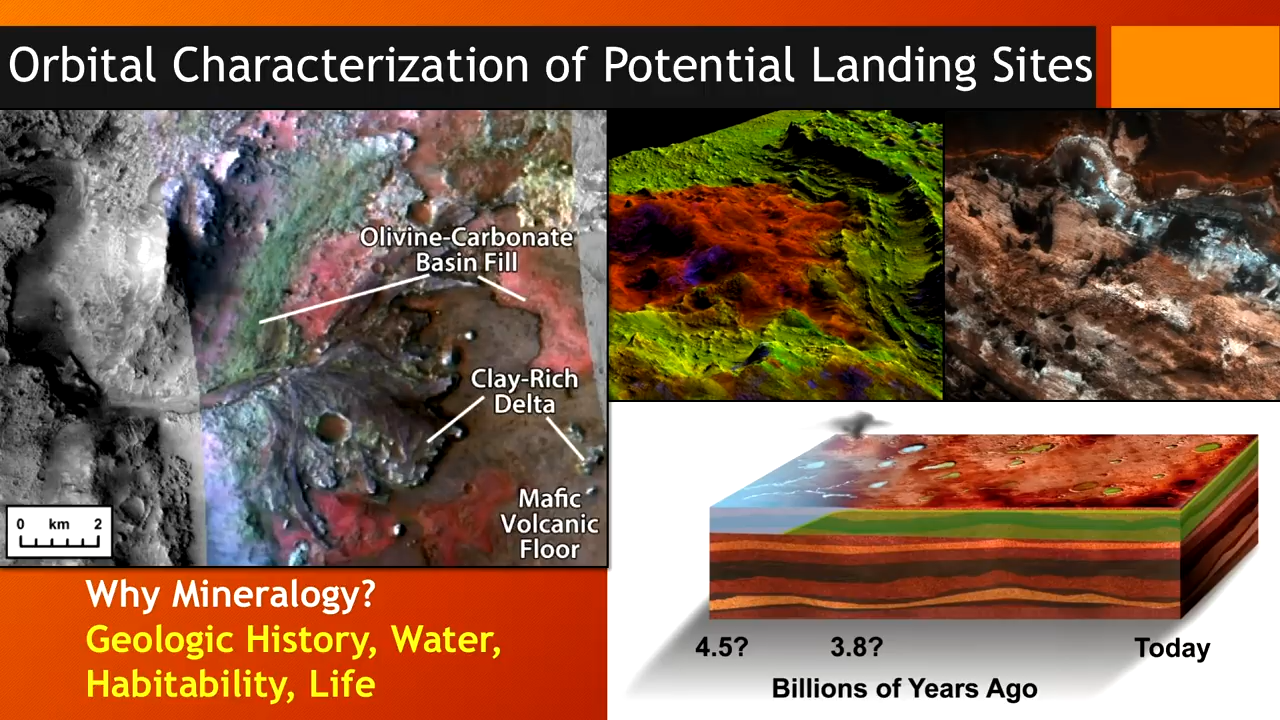 Orbital Characterization of Potential Landing Sites
Olivine-Carbonate
Basin Fill
Clay-Rich
Delta
Mafic
Volcanic
Floor
0 km 2
Why Mineralogy?
Geologic History, Water,
Habitability, Life
4.5? 3.8? Today
Billions of Years Ago